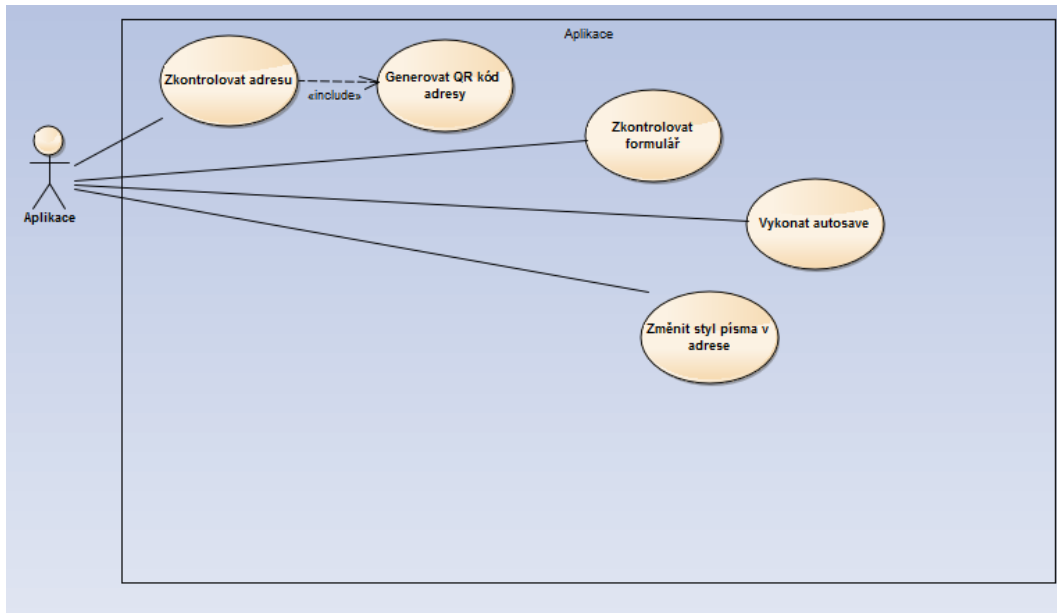 Aplikace
Zkontrolovat adresu
«include»
Generovat QR kód
adresy
Zkontrolovat
formulář
Aplikace
Vykonat autosave
Změnit styl písma v
adrese